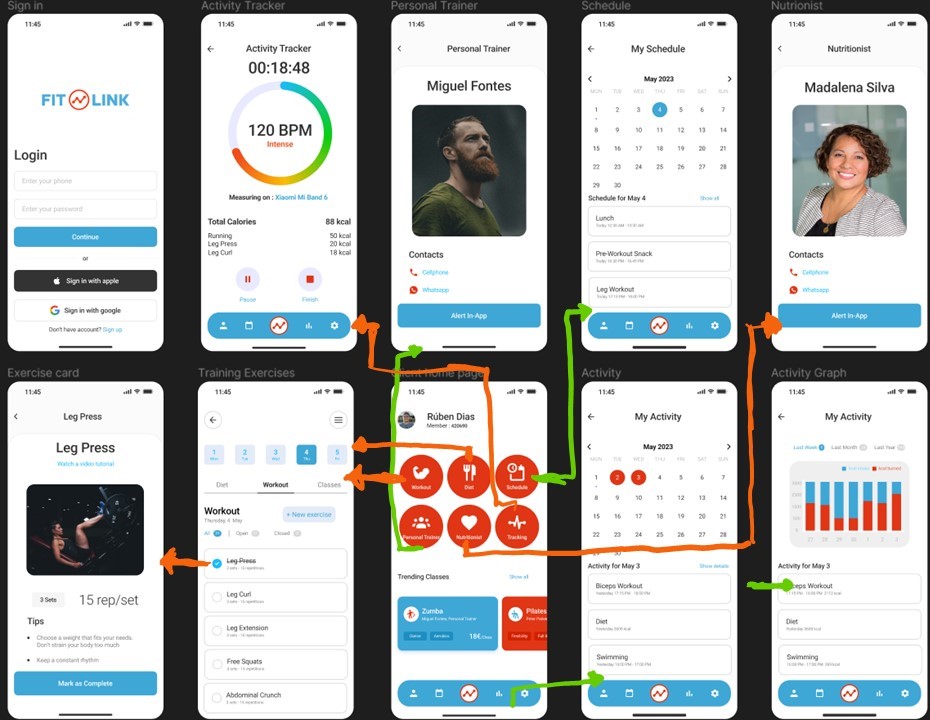 Sign in
11:45
FIT LINK
Login
Enter your phone
Enter your password
Continue
or
Sign in with apple
Sign in with google
Don't have account? Sign up
Activity Tracker
11:45
Activity Tracker
00:18:48
120 BPM
Intense
Measuring on : Xiaomi Mi Band 6
Total Calories 88 kcal
Running 50 kcal
Leg Press 20 kcal
Leg Curl 18 kcal
Pause Finish
Personal Trainer
11:45
Personal Trainer
Miguel Fontes
Contacts
Cellphone
Whatsapp
Alert In-App
Schedule
11:45
My Schedule
May 2023
MON TUE WED THU FRI SAT SUN
1 2 3 4 5 6 7
8 9 10 11 12 13 14
15 16 17 18 19 20 21
22 23 24 25 26 27 28
29 30
Schedule for May 4 Show all
Lunch
Pre-Workout Snack
Leg Workout
Nutrionist
11:45
Nutritionist
Madalena Silva
Contacts
Cellphone
Whatsapp
Alert In-App
Exercise card
11:45
Leg Press
Leg Press
Watch a video tutorial
3 Sets 15 rep/set
Tips
Choose a weight that fits your needs.
Don't strain your body too much
Keep a constant rhythm
Mark as Complete
Training Exercises
11:45
1 2 3 4 5
Mon Tue Wed Thu Fri
Diet Workout Classes
Workout
Thursday 4 May
+ New exercise
All Open Closed
Leg Press
Leg Curl
Leg Extension
Free Squats
Abdominal Crunch
Client home page
11:45
Rúben Dias
Member : 420690
Workout Diet Schedule
Personal Trainer Nutritionist Tracking
Trending Classes Show all
Zumba
Miguel Fontes, Personal Trainer
18€ /Class
Pilates
Activity
11:45
My Activity
May 2023
MON TUE WED THU FRI SAT SUN
1 2 3 4 5 6 7
8 9 10 11 12 13 14
15 16 17 18 19 20 21
22 23 24 25 26 27 28
29 30
Activity for May 3 Show details
Biceps Workout
Diet
Swimming
Activity Graph
11:45
My Activity
Last Week Last Month Last Year
27 28 29 30 1 2 3
Activity for May 3
Biceps Workout
Diet
Swimming